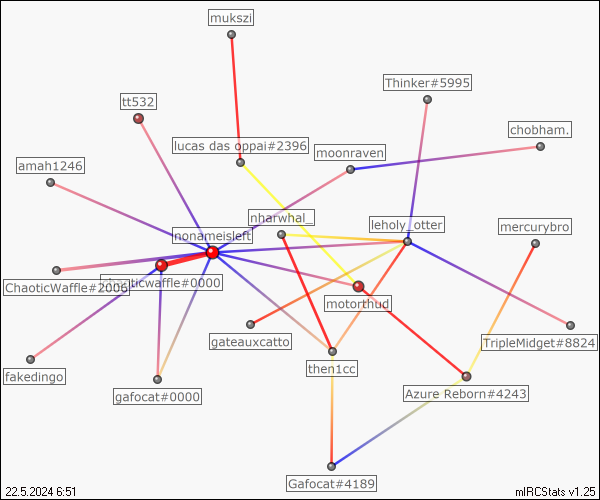 mukszi
Thinker#5995
tt532
chobham.
lucas das oppai#2396
moonraven
amah1246
nharwhal_
leholy_otter
mercurybro
nonameisleft
ChaoticWaffle#2006
chaoticwaffle#0000
motorthud
gateauxcatto
TripleMidget#8824
then1cc
fakedingo
gafocat#0000
Azure Reborn#4243
Gafocat#4189
22.5.2024 6:51
mIRCStats v1.25